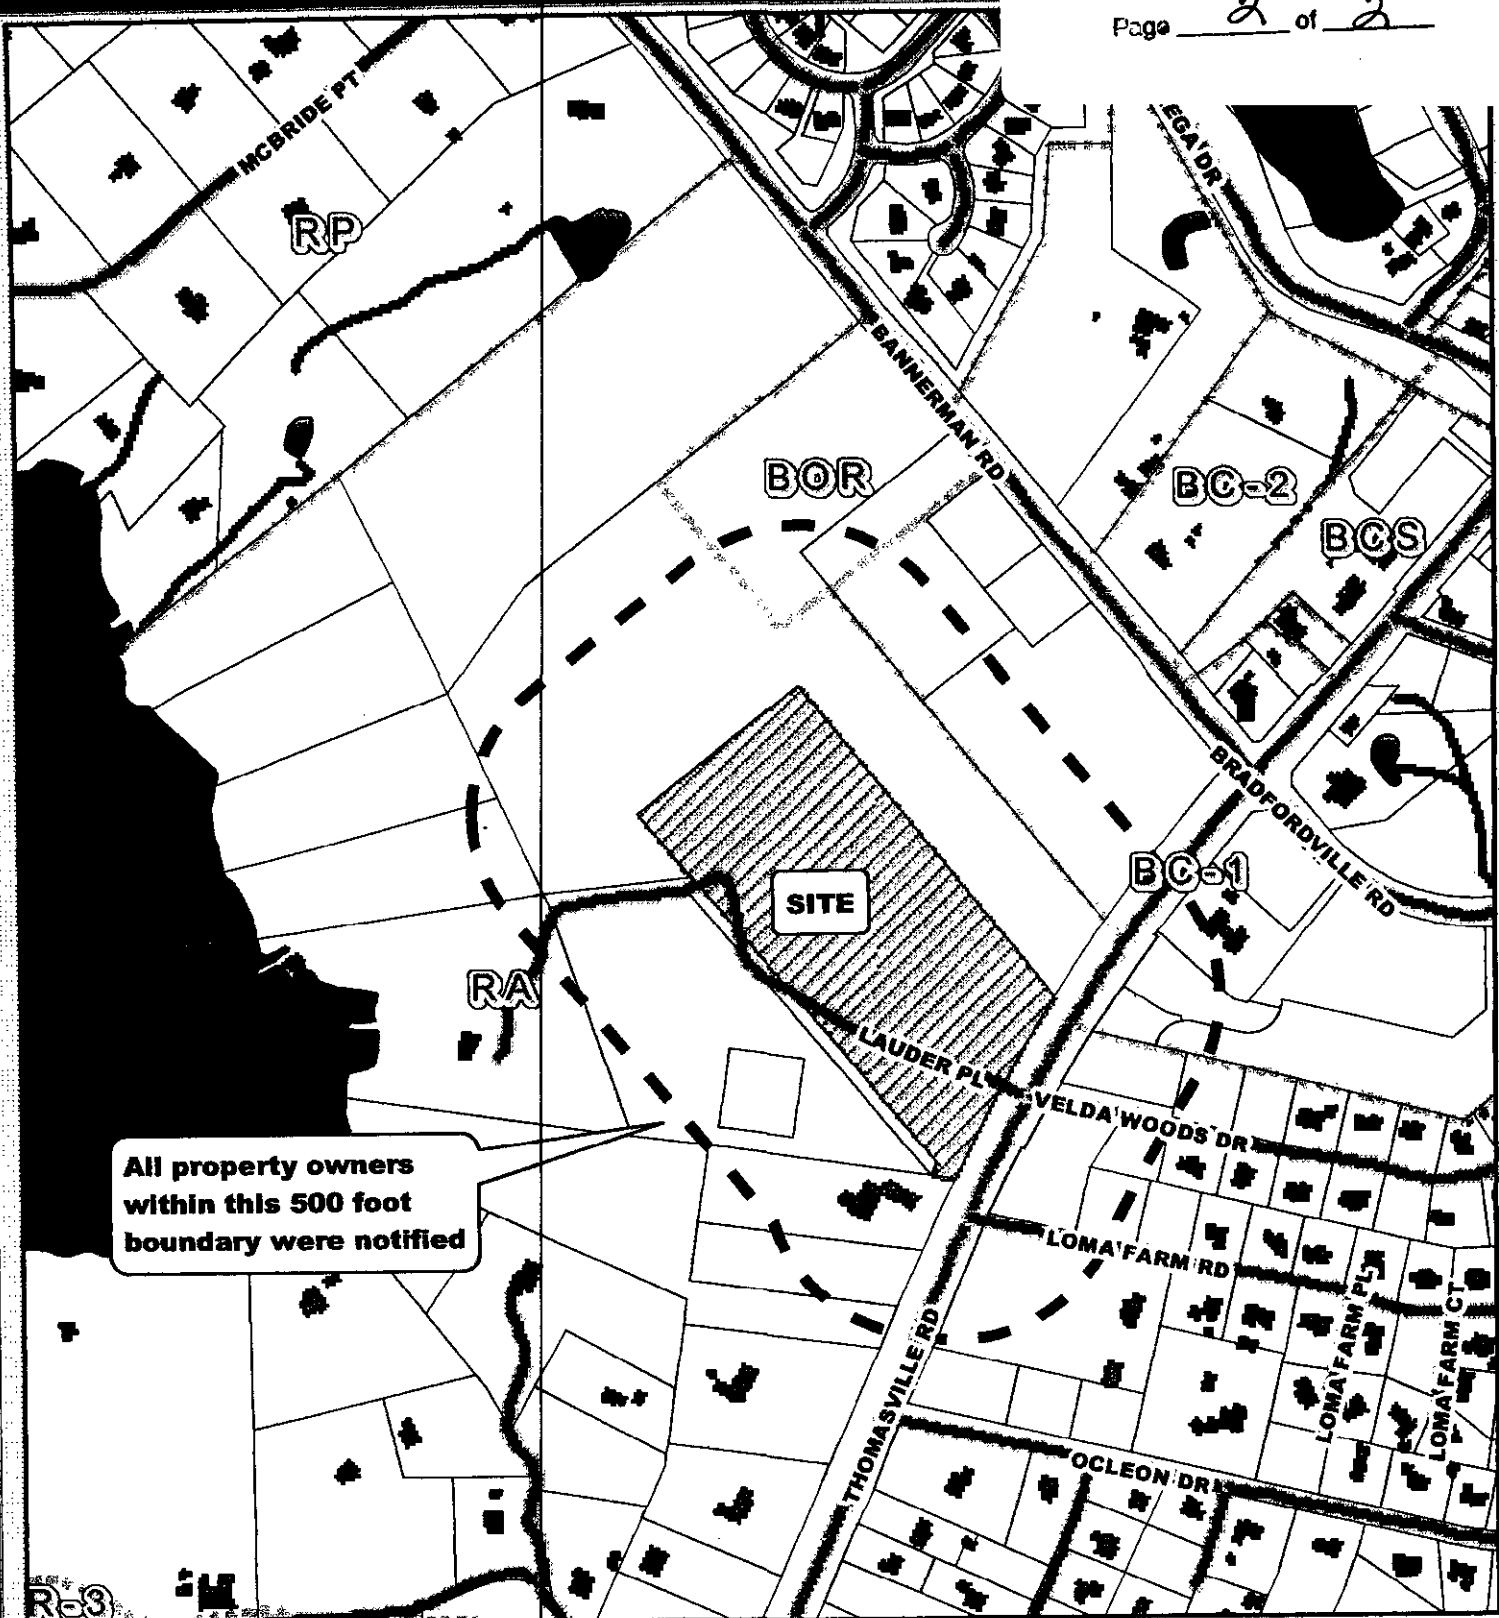 Page 2 of 2
MCBRIDE PT
EGA DR
RP
BANNERMAN RD
BOR
BC-2
BCS
BRADFORDVILLE RD
BC-1
SITE
RA
LAUDER PL
VELDA WOODS DR
All property owners
within this 500 foot
boundary were notified
LOMA FARM RD
LOMA FARM PL
LOMA FARM CT
THOMASVILLE RD
OCLEON DR
R-3